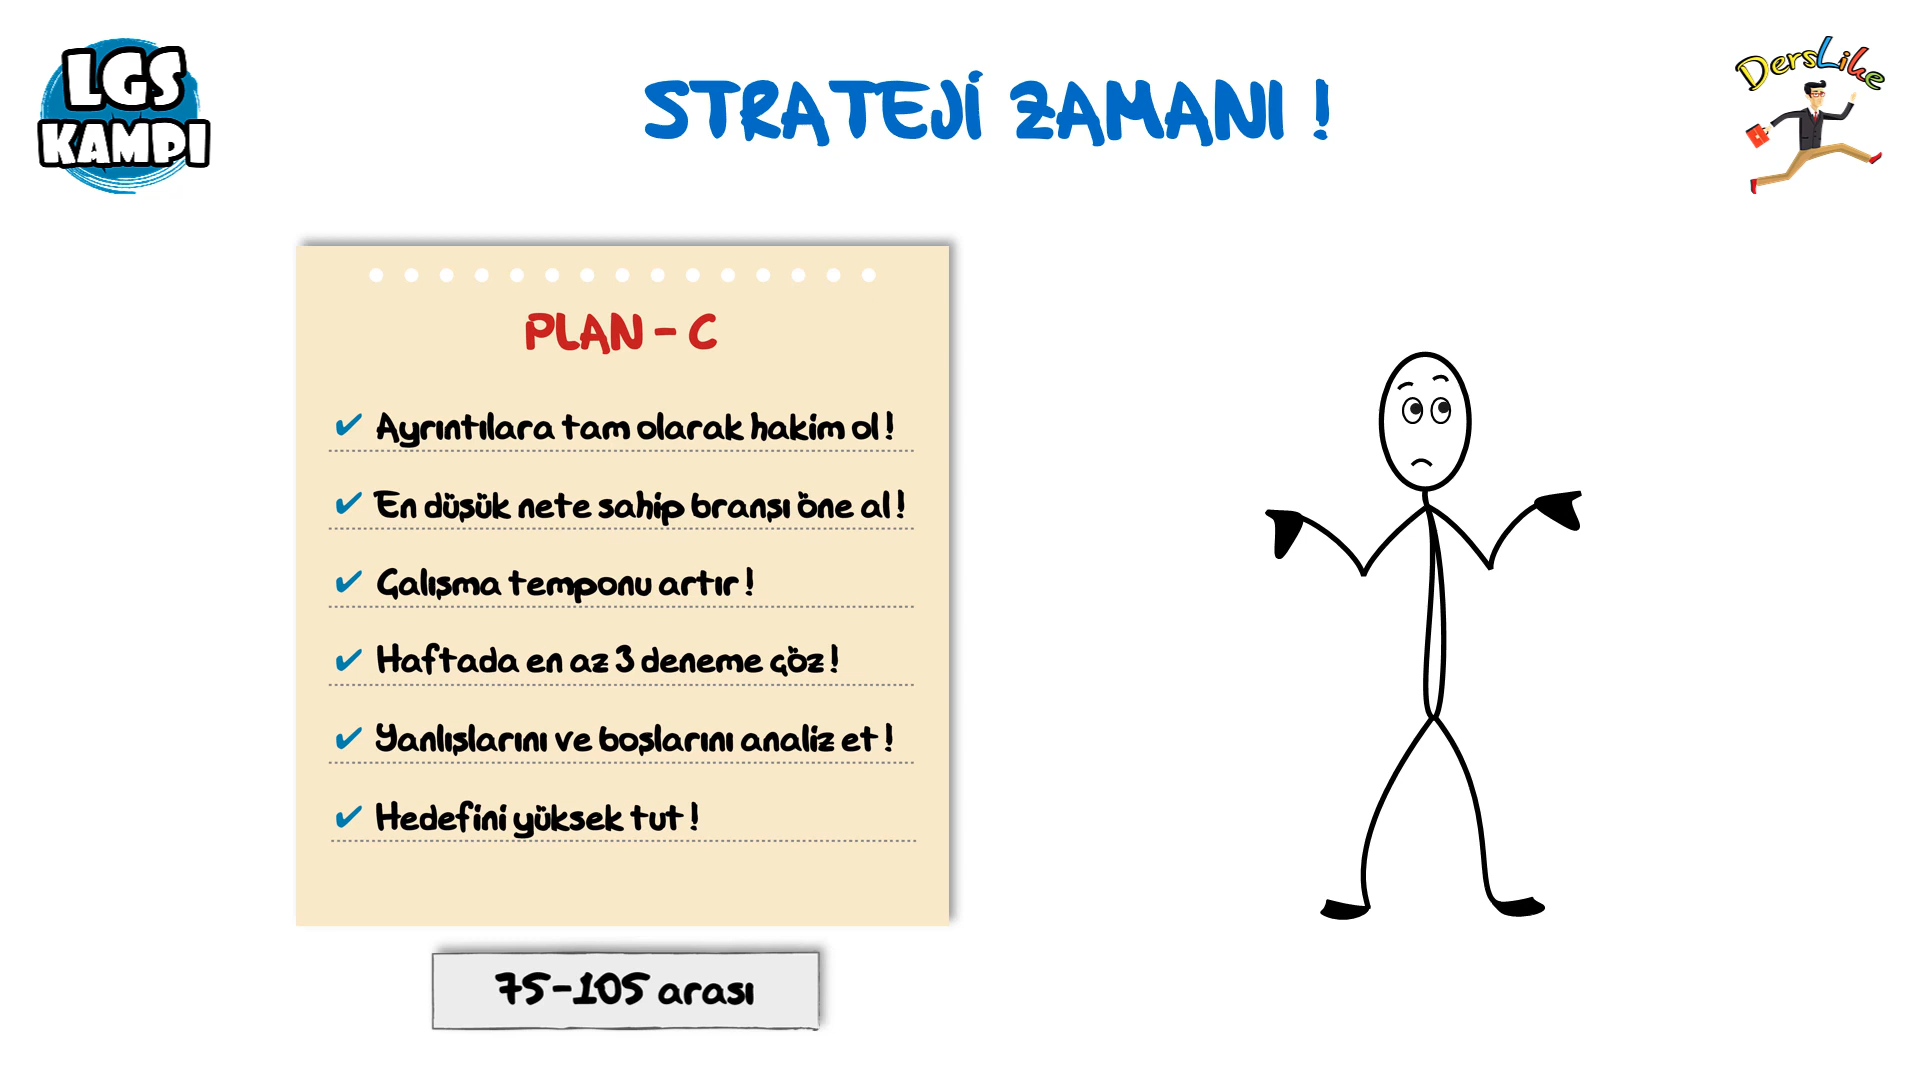 LGS
KAMPI
STRATEJİ ZAMANI !
DersLike
PLAN - C
✔ Ayrıntılara tam olarak hakim ol !
✔ En düşük nete sahip branşı öne al !
✔ Çalışma temponu artır !
✔ Haftada en az 3 deneme çöz !
✔ Yanlışlarını ve boşlarını analiz et !
✔ Hedefini yüksek tut !
75-105 arası